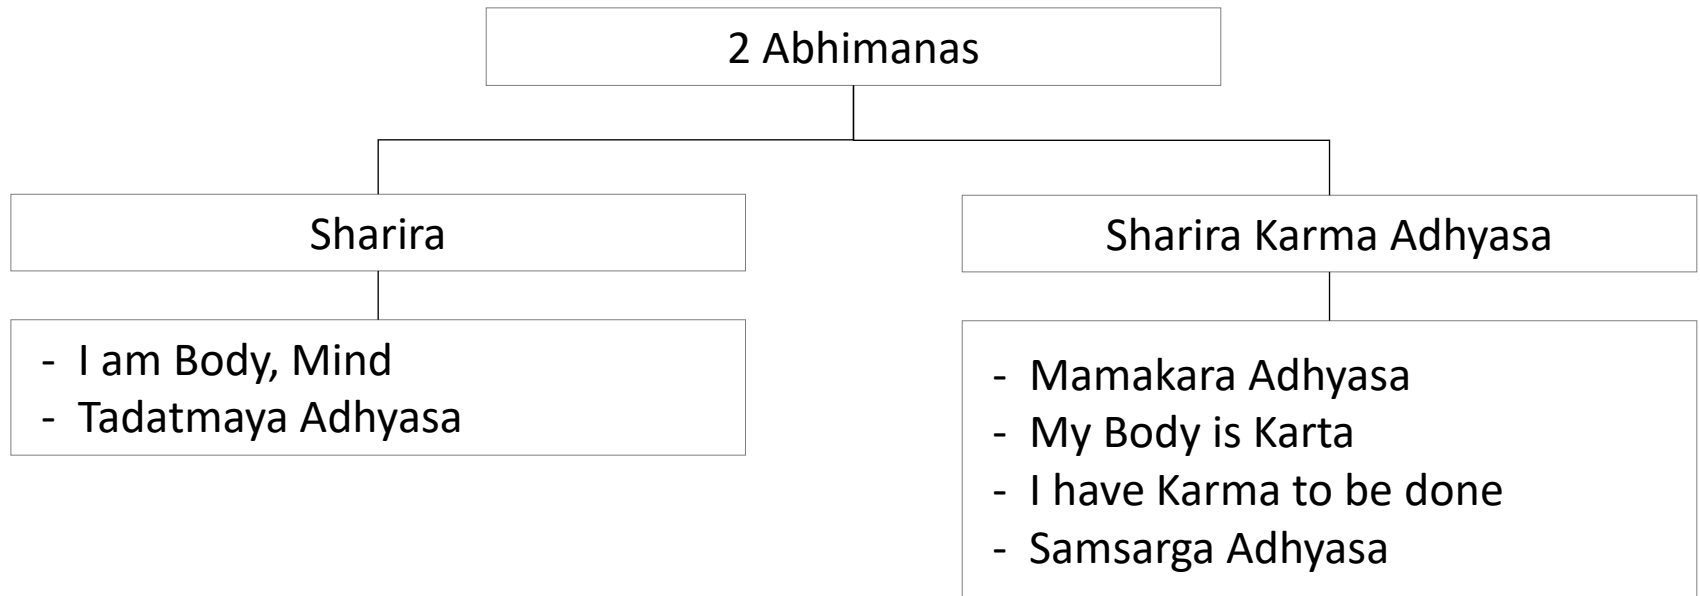 2 Abhimanas
Sharira
- I am Body, Mind
- Tadatmaya Adhyasa
Sharira Karma Adhyasa
- Mamakara Adhyasa
- My Body is Karta
- I have Karma to be done
- Samsarga Adhyasa